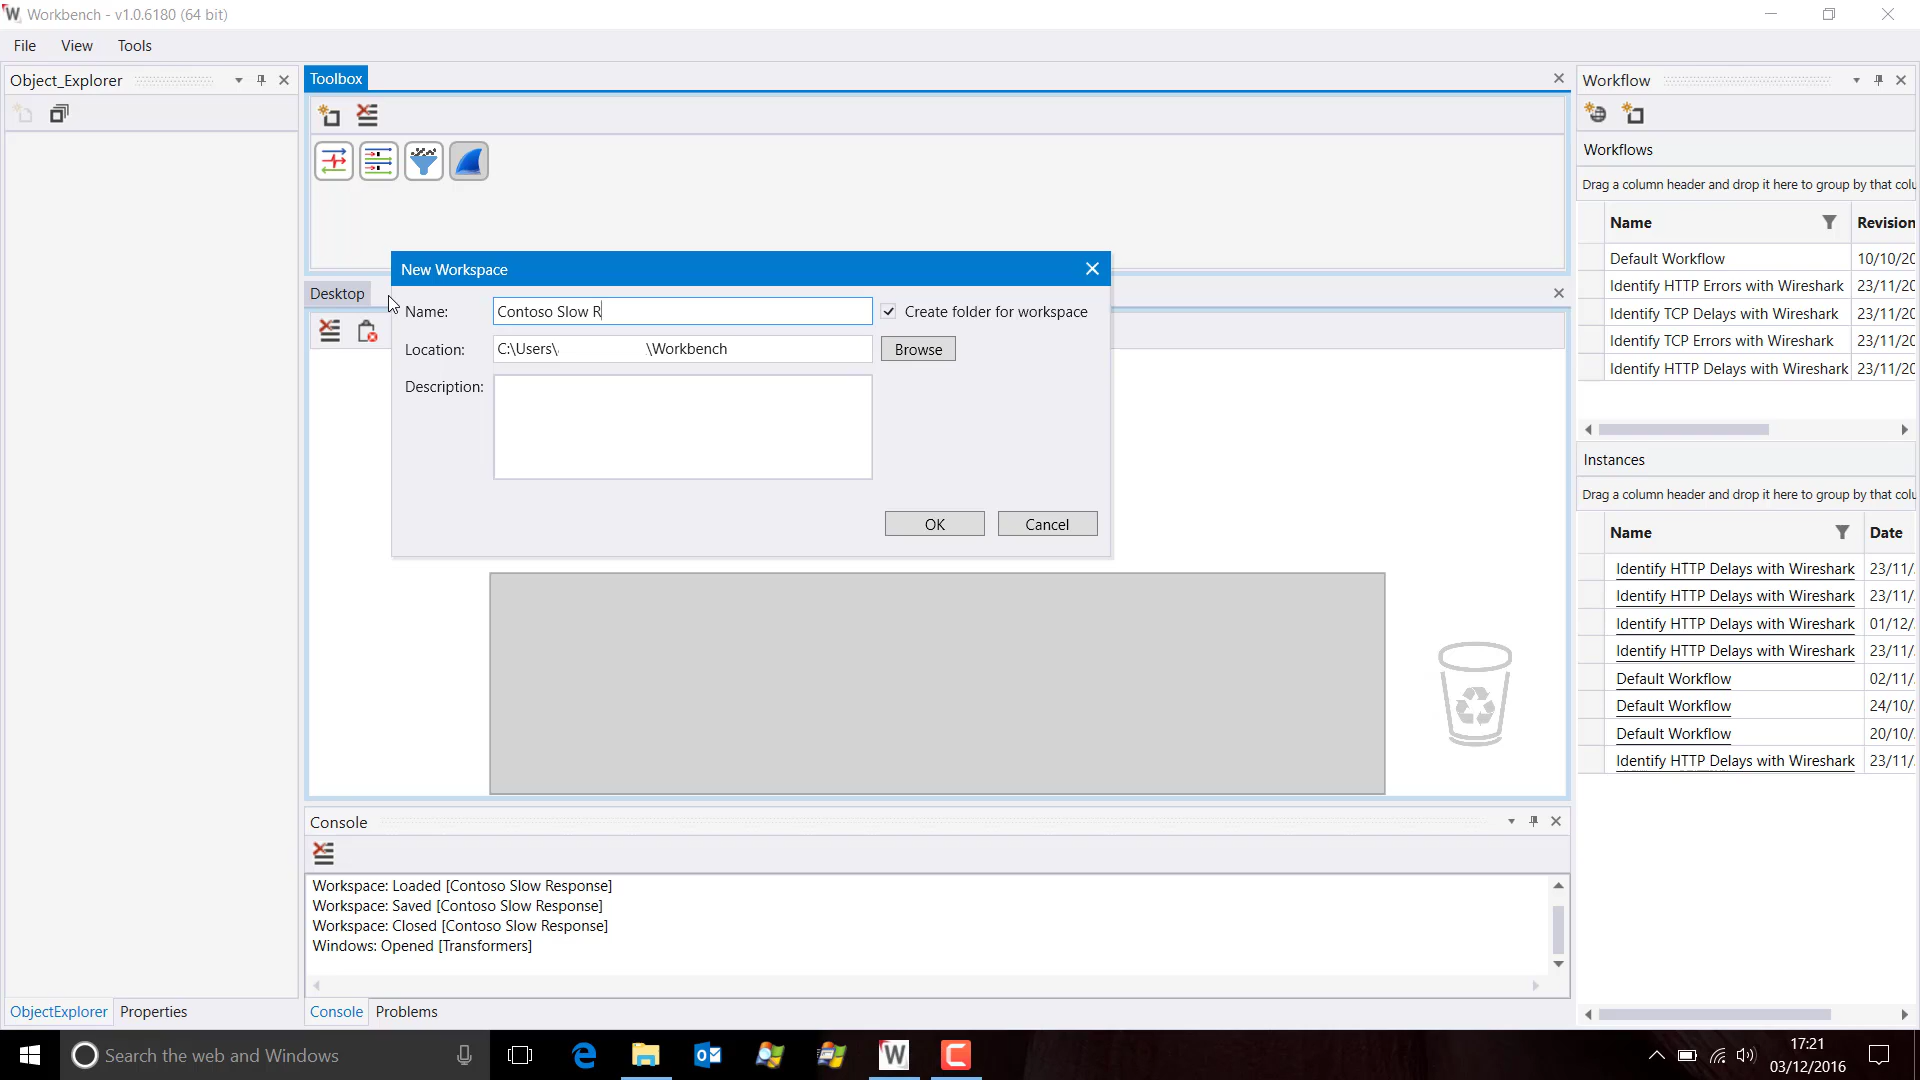 Workbench - v1.0.6180 (64 bit)
File View Tools
Object_Explorer
Toolbox
Workflow
Workflows
Drag a column header and drop it here to group by that colu
Name Revision
Default Workflow 10/10/20
Identify HTTP Errors with Wireshark 23/11/20
Identify TCP Delays with Wireshark 23/11/20
Identify TCP Errors with Wireshark 23/11/20
Identify HTTP Delays with Wireshark 23/11/20
Desktop
New Workspace
Name: Contoso Slow R Create folder for workspace
Location: C:\Users\ \Workbench Browse
Description:
OK Cancel
Instances
Drag a column header and drop it here to group by that colu
Name Date
Identify HTTP Delays with Wireshark 23/11/
Identify HTTP Delays with Wireshark 23/11/
Identify HTTP Delays with Wireshark 01/12/
Identify HTTP Delays with Wireshark 23/11/
Default Workflow 02/11/
Default Workflow 24/10/
Default Workflow 20/10/
Identify HTTP Delays with Wireshark 23/11/
Console
Workspace: Loaded [Contoso Slow Response]
Workspace: Saved [Contoso Slow Response]
Workspace: Closed [Contoso Slow Response]
Windows: Opened [Transformers]
ObjectExplorer Properties
Console Problems
Search the web and Windows
17:21
03/12/2016